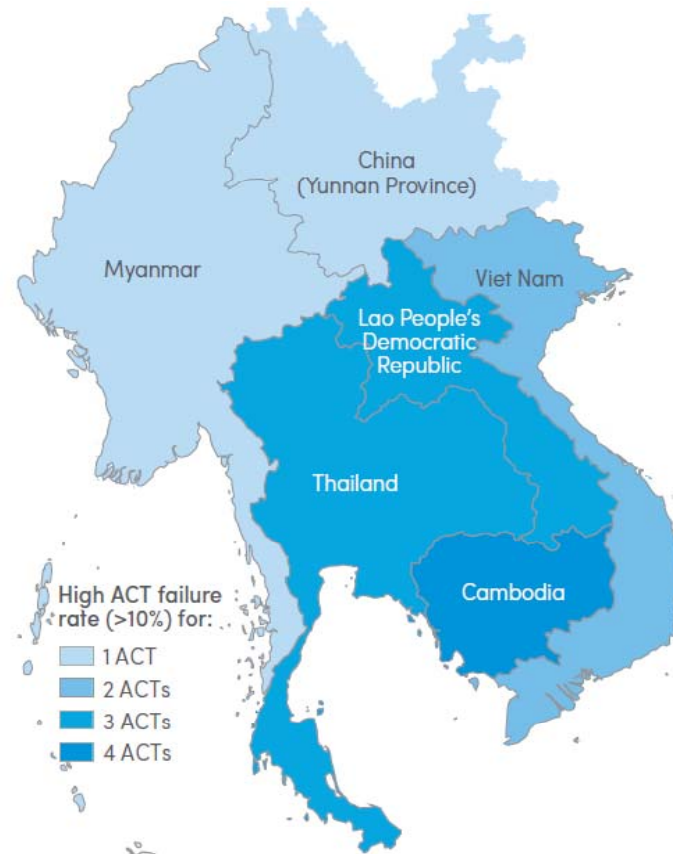 China
(Yunnan Province)
Myanmar
Viet Nam
Lao People's
Democratic
Republic
Thailand
Cambodia
High ACT failure
rate (>10%) for:
1 ACT
2 ACTs
3 ACTs
4 ACTs